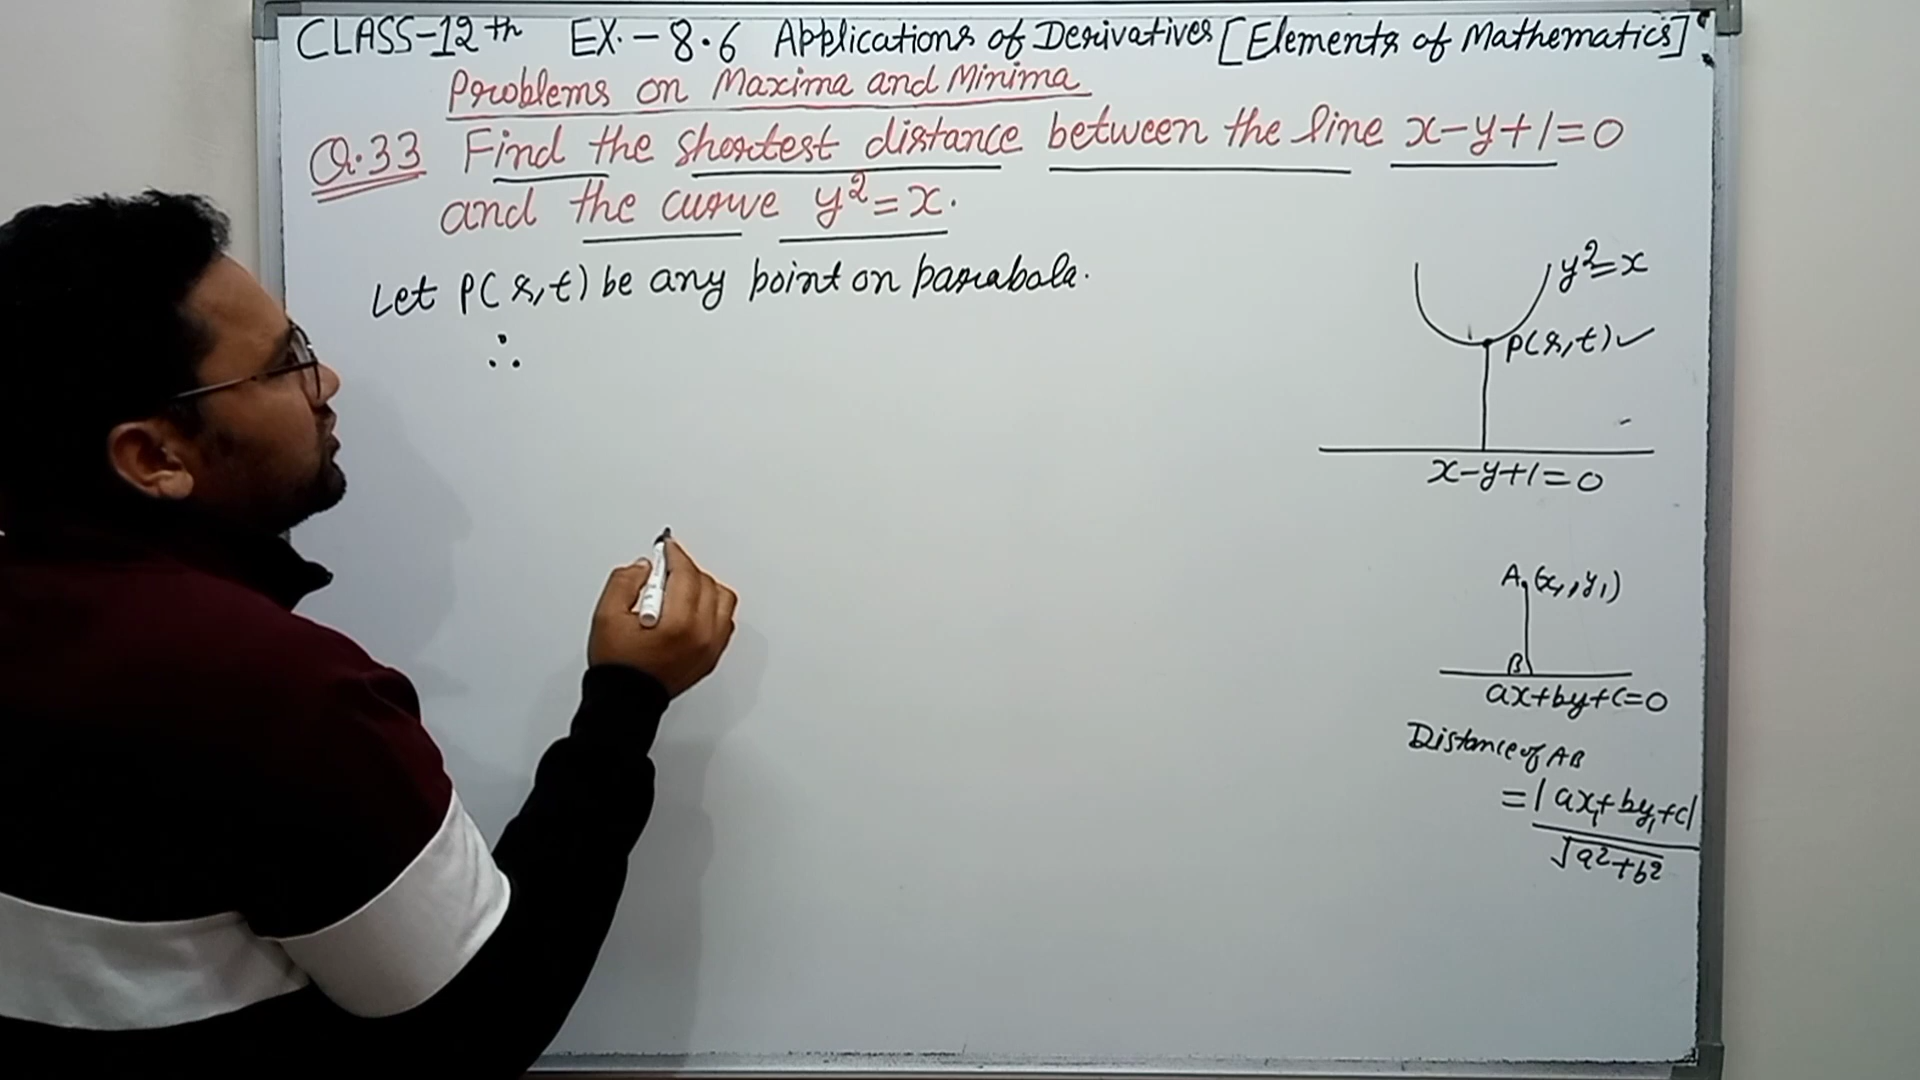 CLASS-12th EX.-8.6 Applications of Derivatives [Elements of Mathematics]
Problems on Maxima and Minima
Q.33 Find the shortest distance between the line x-y+1=0
and the curve y²=x.
Let P(s,t) be any point on parabola.
∴
y²=x
P(s,t)✓
x-y+1=0
A(x₁,y₁)
B
ax+by+c=0
Distance of AB
=|ax₁+by₁+c|
√a²+b²